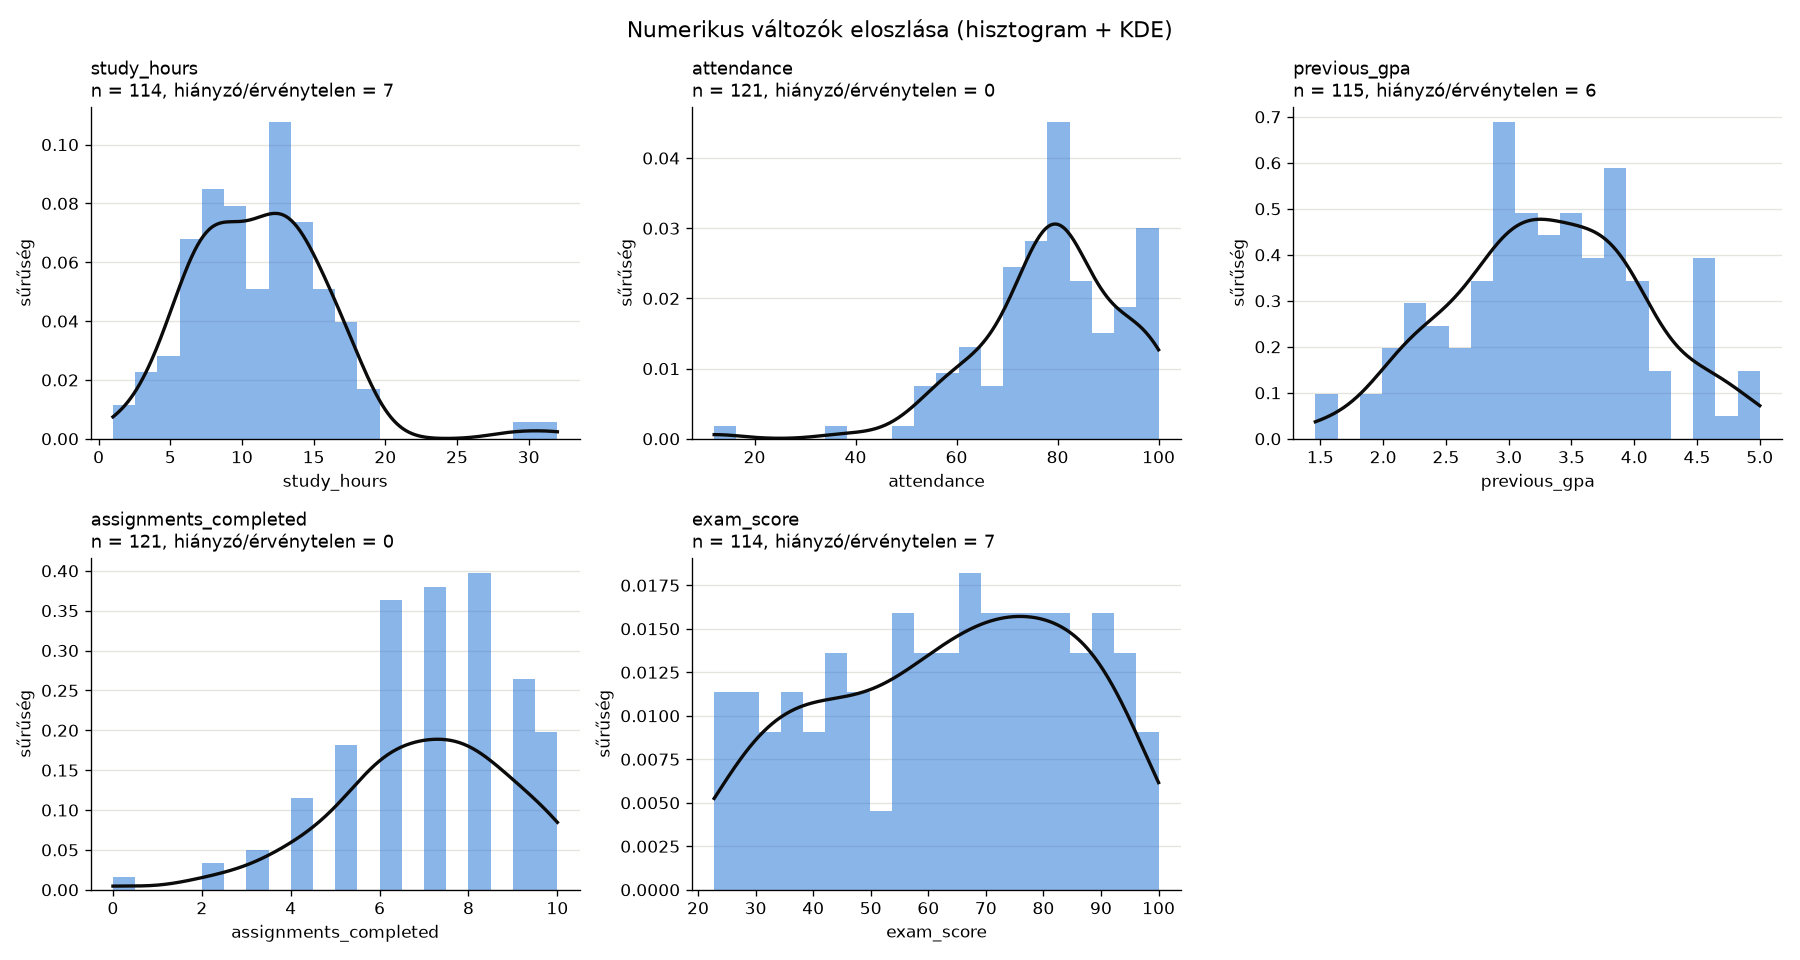 Numerikus változók eloszlása (hisztogram + KDE)
study_hours
n = 114, hiányzó/érvénytelen = 7
sűrűség
0.10
0.08
0.06
0.04
0.02
0.00
0 5 10 15 20 25 30
study_hours
attendance
n = 121, hiányzó/érvénytelen = 0
sűrűség
0.04
0.03
0.02
0.01
0.00
20 40 60 80 100
attendance
previous_gpa
n = 115, hiányzó/érvénytelen = 6
sűrűség
0.7
0.6
0.5
0.4
0.3
0.2
0.1
0.0
1.5 2.0 2.5 3.0 3.5 4.0 4.5 5.0
previous_gpa
assignments_completed
n = 121, hiányzó/érvénytelen = 0
sűrűség
0.40
0.35
0.30
0.25
0.20
0.15
0.10
0.05
0.00
0 2 4 6 8 10
assignments_completed
exam_score
n = 114, hiányzó/érvénytelen = 7
sűrűség
0.0175
0.0150
0.0125
0.0100
0.0075
0.0050
0.0025
0.0000
20 30 40 50 60 70 80 90 100
exam_score